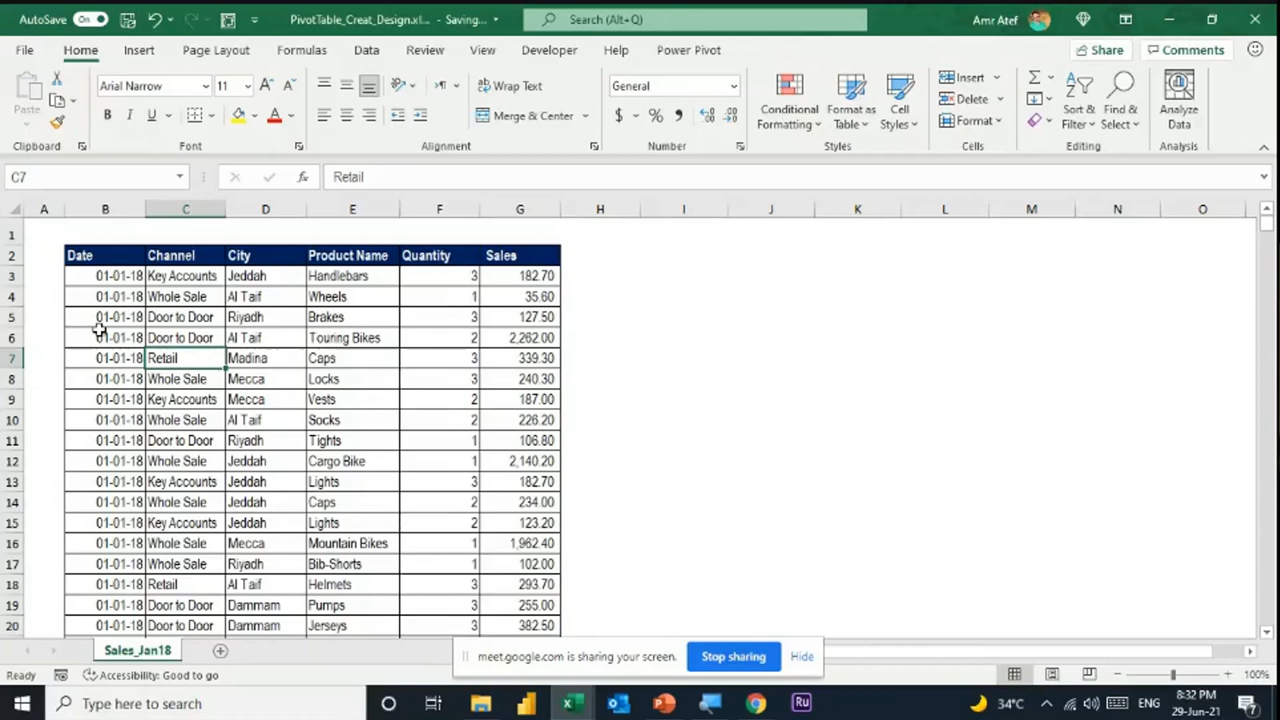 AutoSave On PivotTable_Creat_Design.xl... - Saving... Search (Alt+Q) Amr Atef
File Home Insert Page Layout Formulas Data Review View Developer Help Power Pivot Share Comments
Paste Arial Narrow 11 Wrap Text General Conditional Formatting Format as Table Cell Styles Insert Sort & Filter Find & Select Analyze Data
B I U A Merge & Center $ % Delete
Format
Clipboard Font Alignment Number Styles Cells Editing Analysis
C7 fx Retail
A B C D E F G H I J K L M N O
1
2 Date Channel City Product Name Quantity Sales
3 01-01-18 Key Accounts Jeddah Handlebars 3 182.70
4 01-01-18 Whole Sale Al Taif Wheels 1 35.60
5 01-01-18 Door to Door Riyadh Brakes 3 127.50
6 01-01-18 Door to Door Al Taif Touring Bikes 2 2,262.00
7 01-01-18 Retail Madina Caps 3 339.30
8 01-01-18 Whole Sale Mecca Locks 3 240.30
9 01-01-18 Key Accounts Mecca Vests 2 187.00
10 01-01-18 Whole Sale Al Taif Socks 2 226.20
11 01-01-18 Door to Door Riyadh Tights 1 106.80
12 01-01-18 Whole Sale Jeddah Cargo Bike 1 2,140.20
13 01-01-18 Key Accounts Jeddah Lights 3 182.70
14 01-01-18 Whole Sale Jeddah Caps 2 234.00
15 01-01-18 Key Accounts Jeddah Lights 2 123.20
16 01-01-18 Whole Sale Mecca Mountain Bikes 1 1,962.40
17 01-01-18 Whole Sale Riyadh Bib-Shorts 1 102.00
18 01-01-18 Retail Al Taif Helmets 3 293.70
19 01-01-18 Door to Door Dammam Pumps 3 255.00
20 01-01-18 Door to Door Dammam Jerseys 3 382.50
Sales_Jan18 meet.google.com is sharing your screen. Stop sharing Hide
Ready Accessibility: Good to go 100%
Type here to search Ru 34°C ENG 8:32 PM
29-Jun-21 7